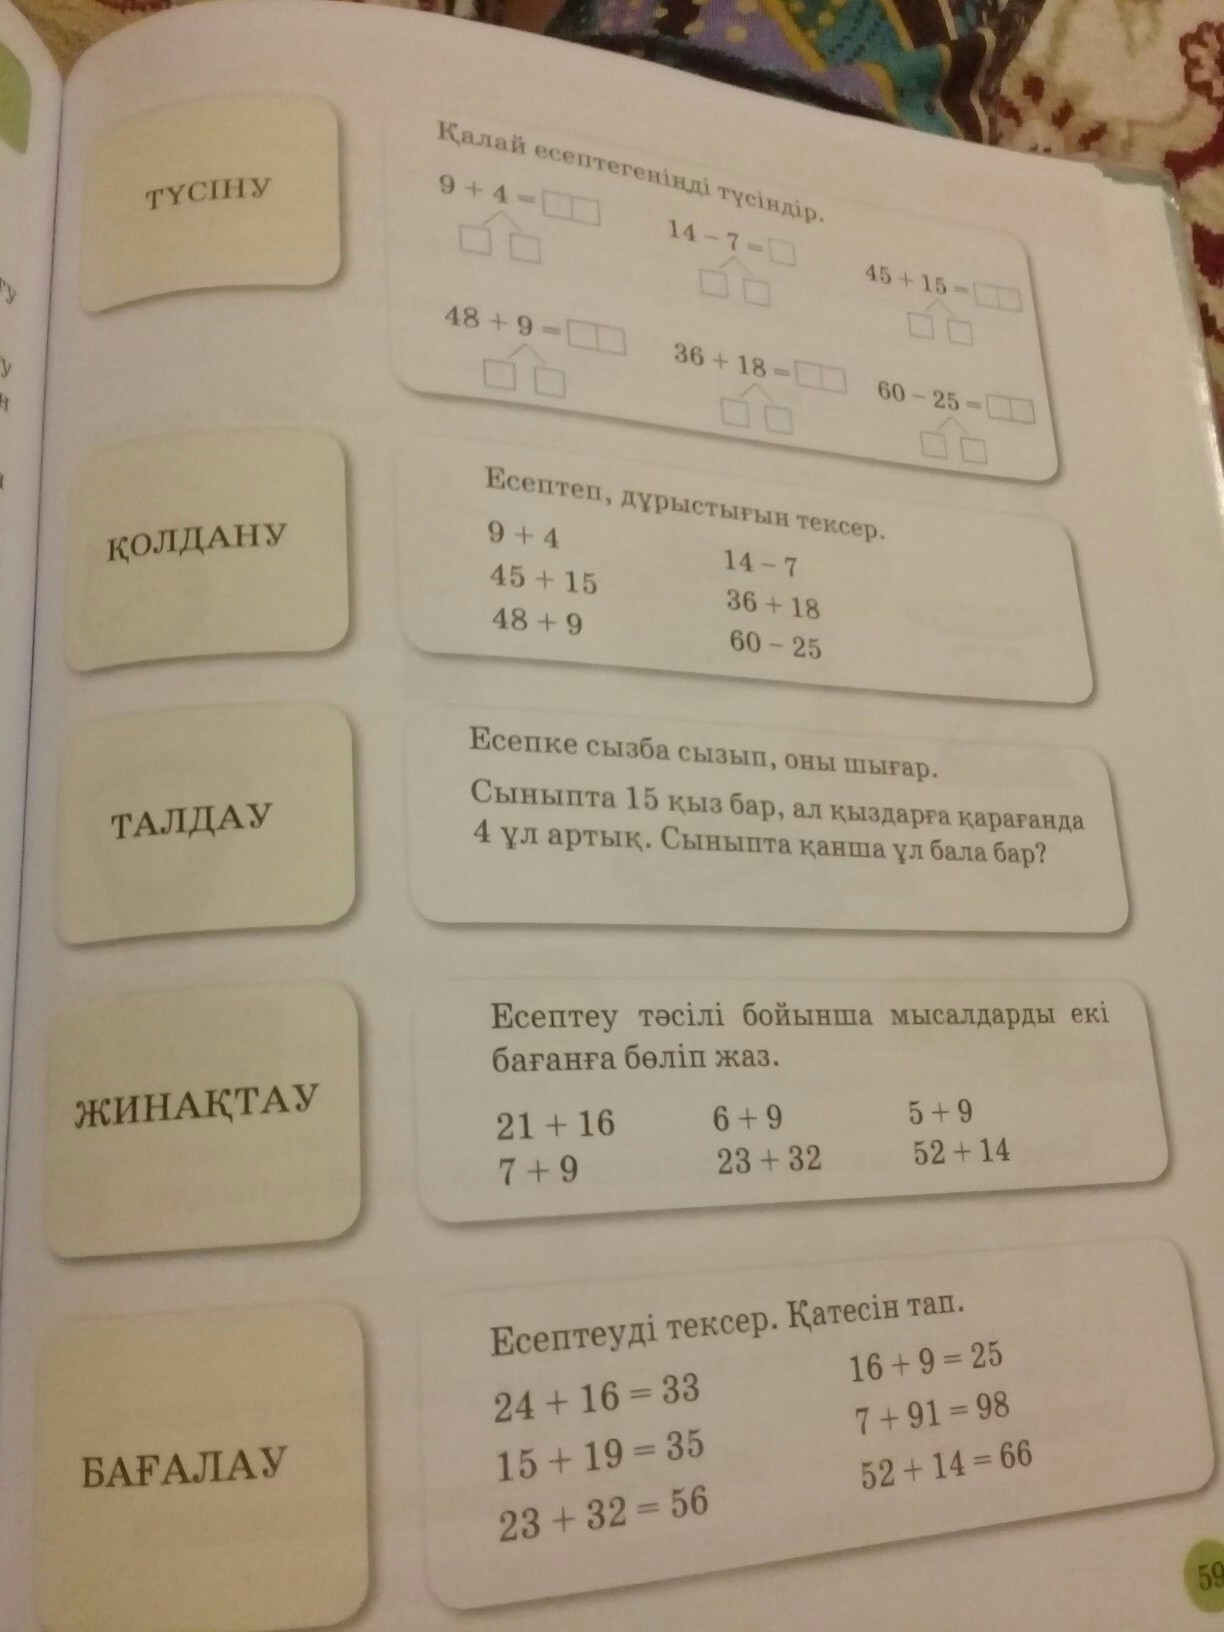 ТҮСІНУ
Қалай есептегеніңді түсіндір.
9 + 4 =
14 – 7 =
45 + 15 =
48 + 9 =
36 + 18 =
60 – 25 =
ҚОЛДАНУ
Есептеп, дұрыстығын тексер.
9 + 4
14 – 7
45 + 15
36 + 18
48 + 9
60 – 25
ТАЛДАУ
Есепке сызба сызып, оны шығар.
Сыныпта 15 қыз бар, ал қыздарға қарағанда
4 ұл артық. Сыныпта қанша ұл бала бар?
ЖИНАҚТАУ
Есептеу тәсілі бойынша мысалдарды екі
бағанға бөліп жаз.
21 + 16 6 + 9 5 + 9
7 + 9 23 + 32 52 + 14
БАҒАЛАУ
Есептеуді тексер. Қатесін тап.
24 + 16 = 33 16 + 9 = 25
15 + 19 = 35 7 + 91 = 98
23 + 32 = 56 52 + 14 = 66
59